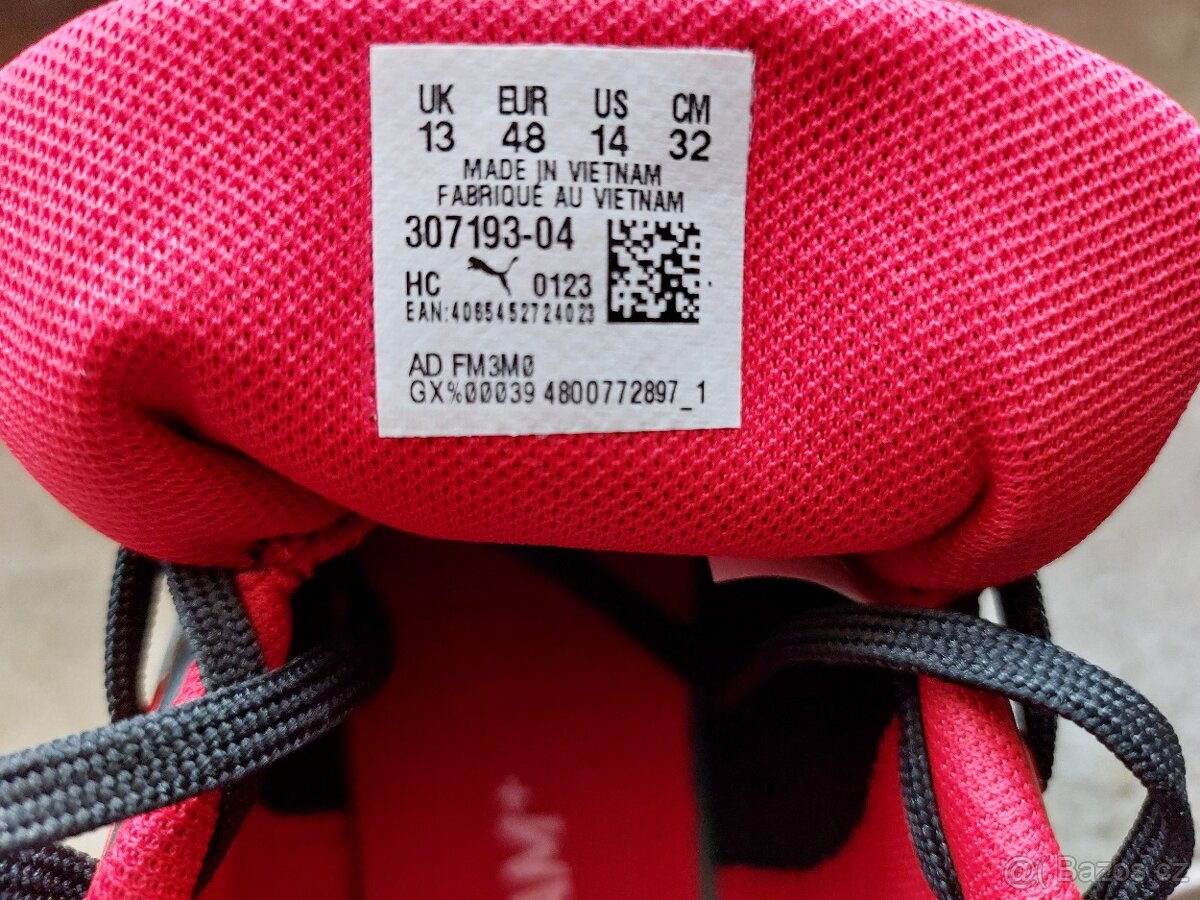 UK EUR US CM
13 48 14 32
MADE IN VIETNAM
FABRIQUÉ AU VIETNAM
307193-04
HC 0123
EAN:4065452724023
AD FM3M0
GX%00039 4800772897_1
Bazos.cz